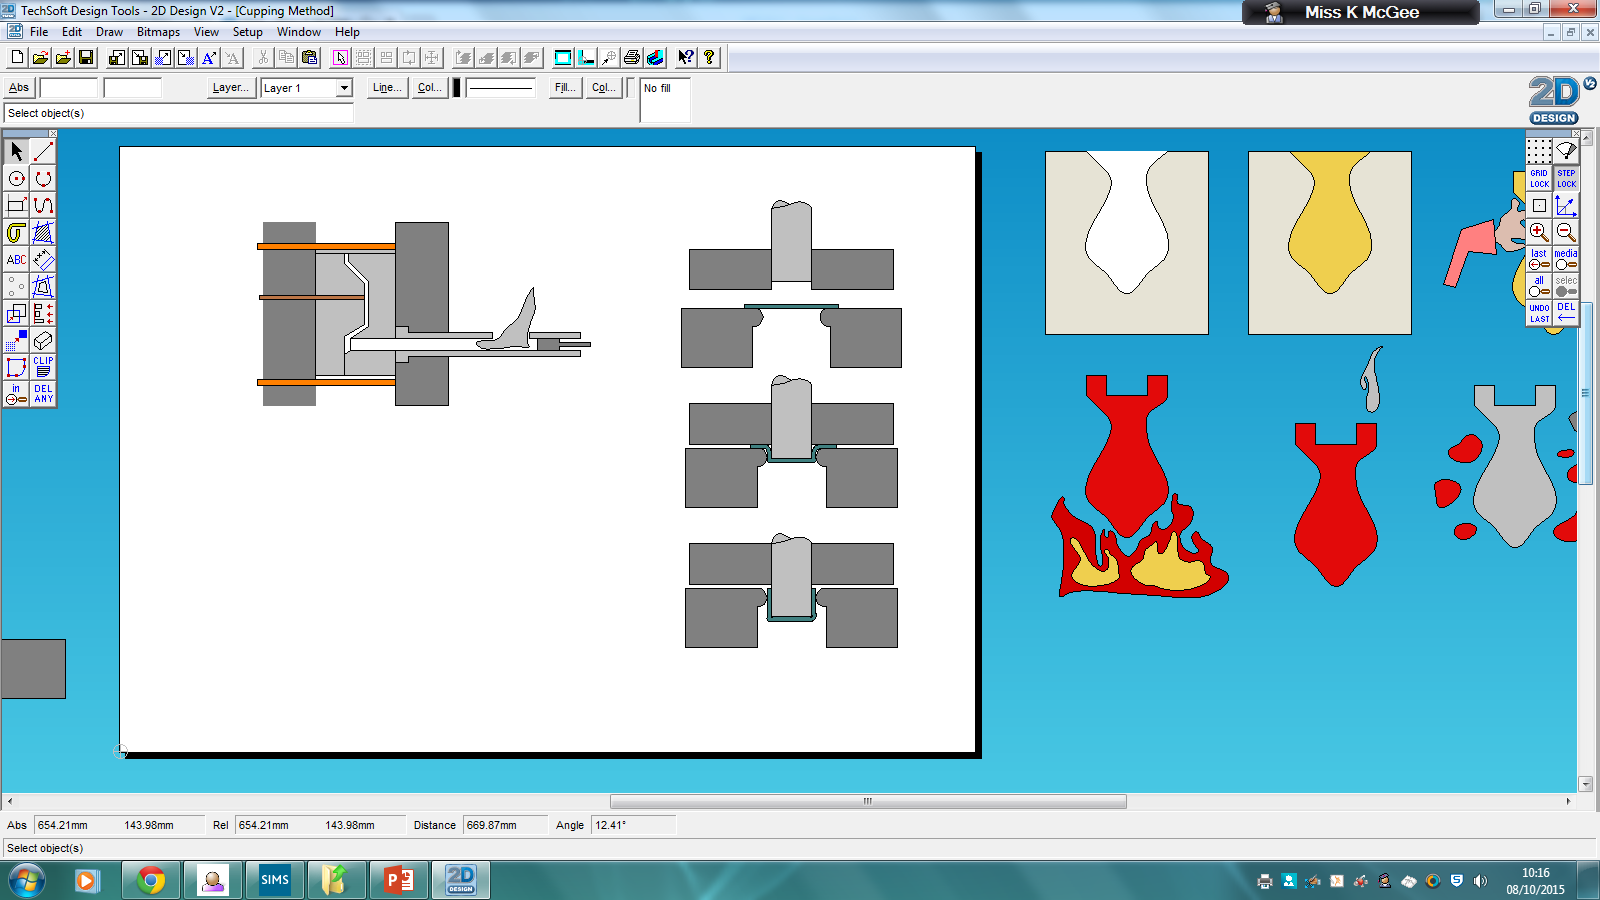 TechSoft Design Tools - 2D Design V2 - [Cupping Method]
Miss K McGee
File Edit Draw Bitmaps View Setup Window Help
Abs Layer... Layer 1 Line... Col... Fill... Col... No fill
Select object(s)
2D V2
DESIGN
GRID LOCK
STEP LOCK
ABC
last
media
all
selec
UNDO LAST
DEL
CLIP
in
DEL ANY
Abs 654.21mm 143.98mm Rel 654.21mm 143.98mm Distance 669.87mm Angle 12.41°
Select object(s)
SIMS
2D
DESIGN
10:16
08/10/2015